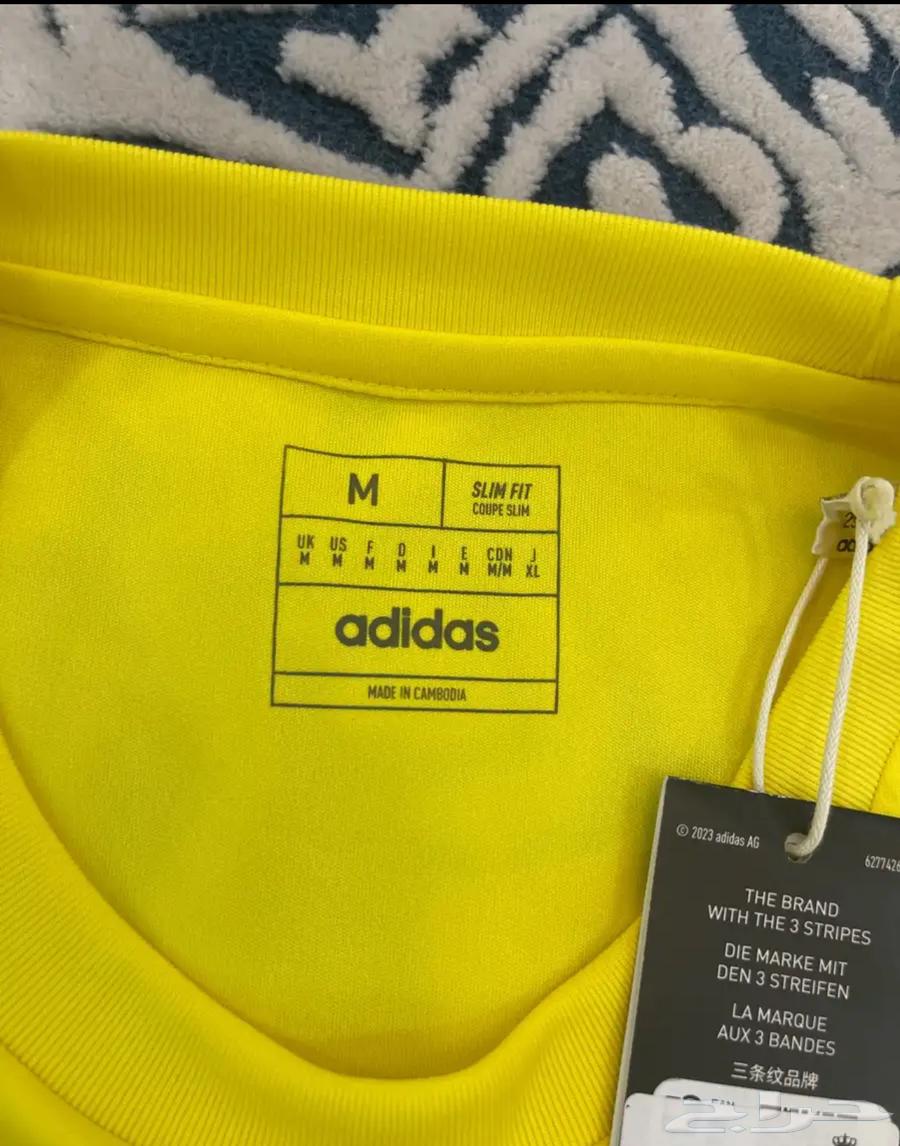 M
SLIM FIT
COUPE SLIM
UK US F D I E CDN J
M M M M M M M/M XL
adidas
MADE IN CAMBODIA
© 2023 adidas AG
THE BRAND
WITH THE 3 STRIPES
DIE MARKE MIT
DEN 3 STREIFEN
LA MARQUE
AUX 3 BANDES
三条纹品牌
حراج